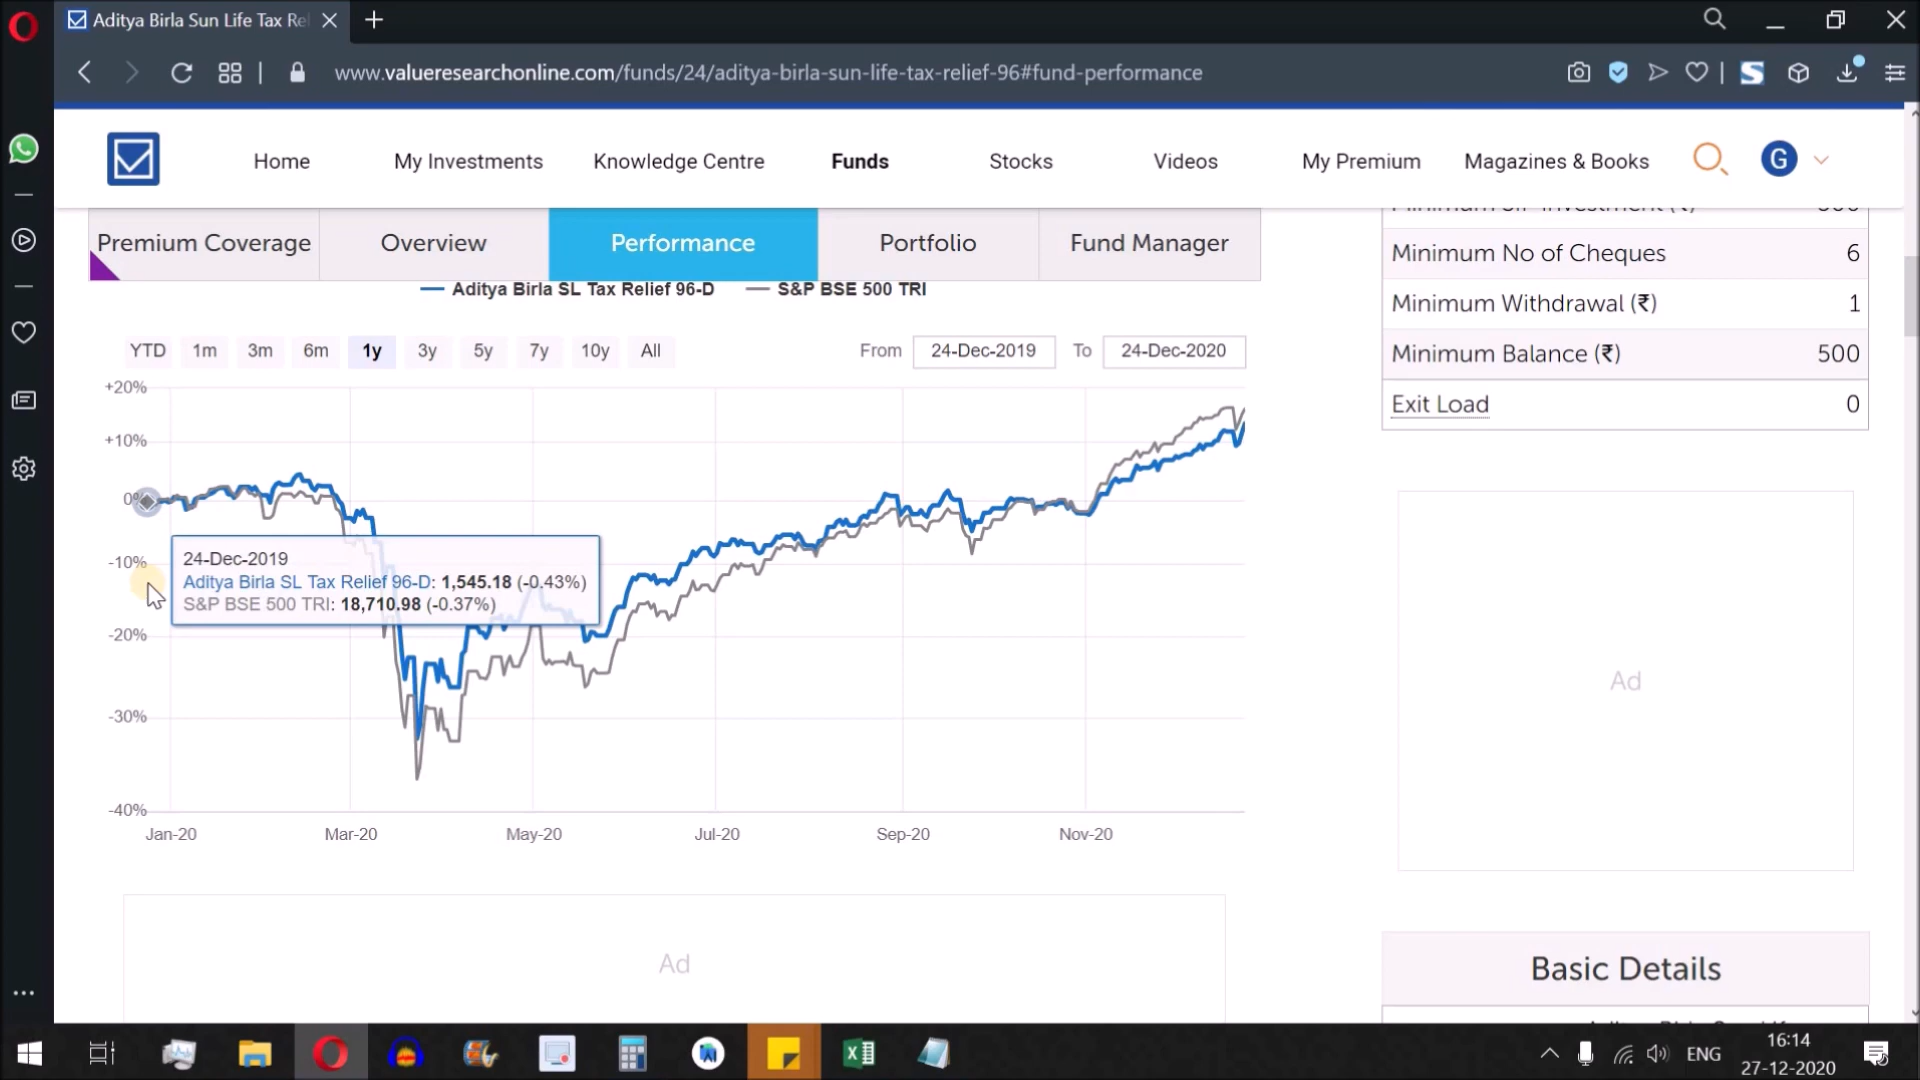 Aditya Birla Sun Life Tax Rel
www.valueresearchonline.com/funds/24/aditya-birla-sun-life-tax-relief-96#fund-performance
Home
My Investments
Knowledge Centre
Funds
Stocks
Videos
My Premium
Magazines & Books
G
Premium Coverage
Overview
Performance
Portfolio
Fund Manager
Aditya Birla SL Tax Relief 96-D
S&P BSE 500 TRI
YTD
1m
3m
6m
1y
3y
5y
7y
10y
All
From
24-Dec-2019
To
24-Dec-2020
+20%
+10%
0%
-10%
-20%
-30%
-40%
24-Dec-2019
Aditya Birla SL Tax Relief 96-D: 1,545.18 (-0.43%)
S&P BSE 500 TRI: 18,710.98 (-0.37%)
Jan-20
Mar-20
May-20
Jul-20
Sep-20
Nov-20
Ad
Minimum SIP Investment (₹) 500
Minimum No of Cheques 6
Minimum Withdrawal (₹) 1
Minimum Balance (₹) 500
Exit Load 0
Ad
Basic Details
ENG
16:14
27-12-2020